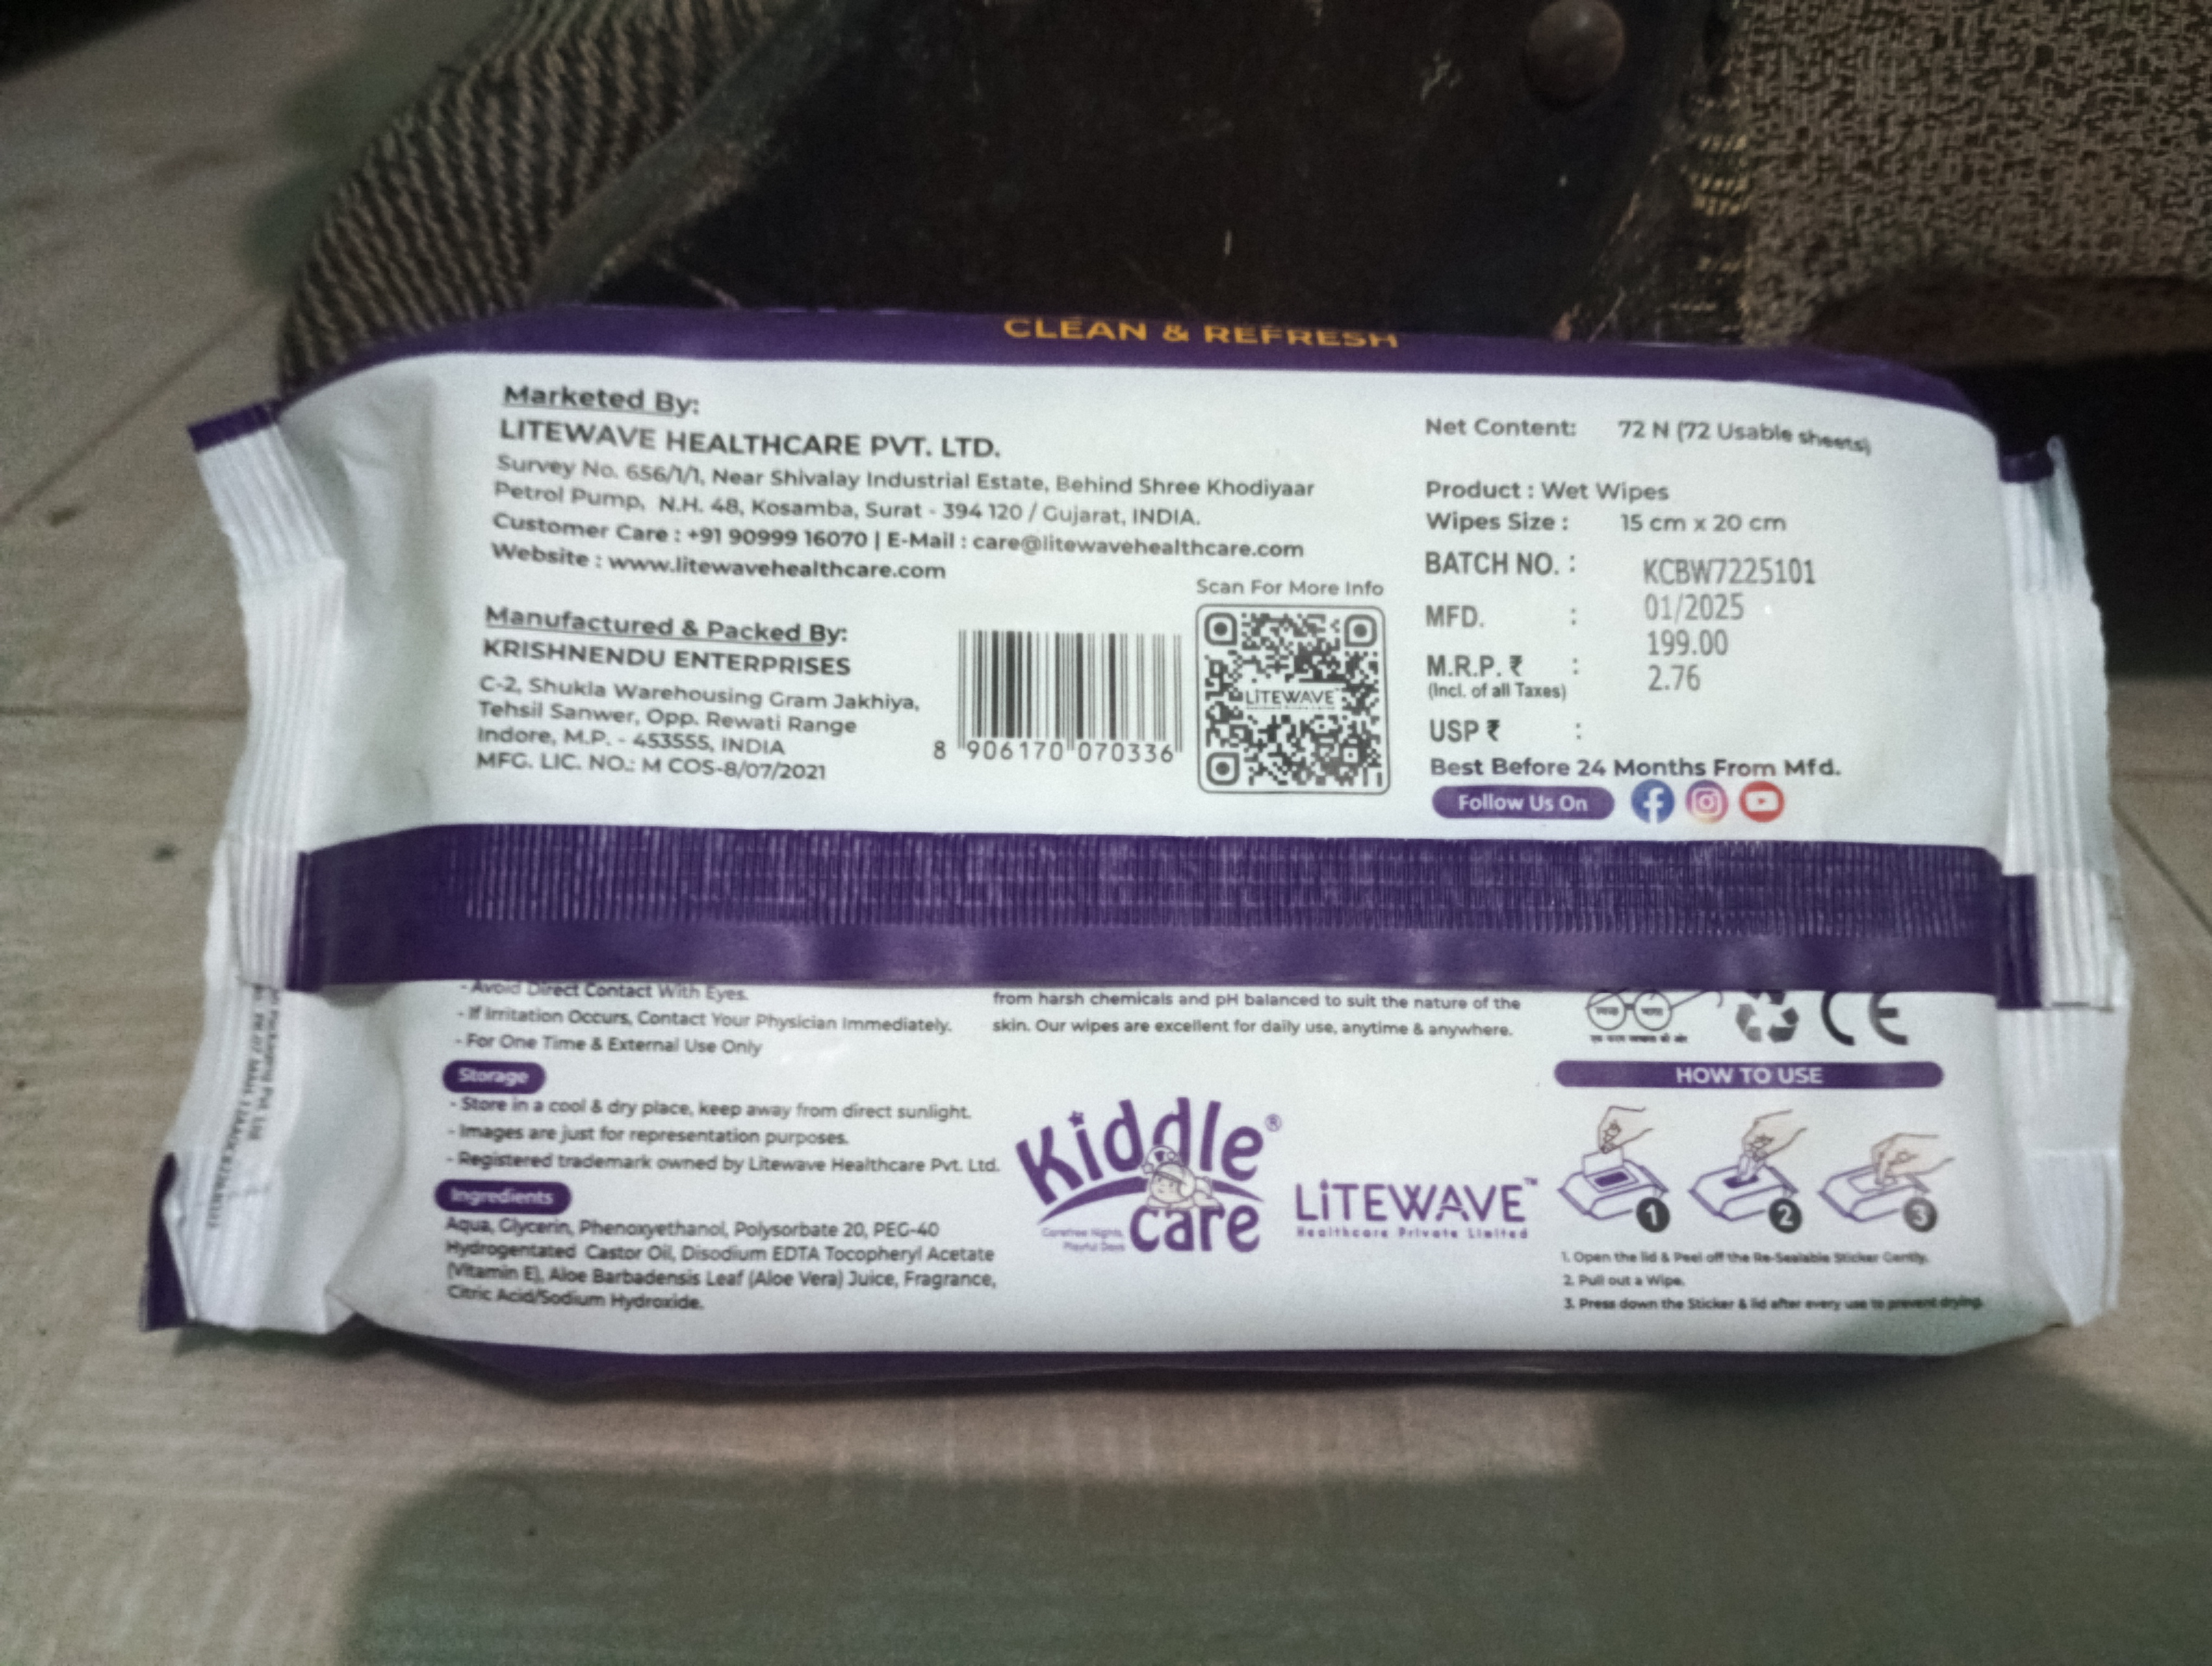 CLEAN & REFRESH
Marketed By:
LITEWAVE HEALTHCARE PVT. LTD.
Survey No. 656/1/1, Near Shivalay Industrial Estate, Behind Shree Khodiyaar
Petrol Pump, N.H. 48, Kosamba, Surat - 394 120 / Gujarat, INDIA.
Customer Care : +91 90999 16070 | E-Mail : care@litewavehealthcare.com
Website : www.litewavehealthcare.com
Manufactured & Packed By:
KRISHNENDU ENTERPRISES
C-2, Shukla Warehousing Gram Jakhiya,
Tehsil Sanwer, Opp. Rewati Range
Indore, M.P. - 453555, INDIA
MFG. LIC. NO.: M COS-8/07/2021
8 906170 070336
Scan For More Info
LITEWAVE
Net Content: 72 N (72 Usable sheets)
Product : Wet Wipes
Wipes Size : 15 cm x 20 cm
BATCH NO. : KCBW7225101
MFD. : 01/2025
M.R.P. ₹ : 199.00
(Incl. of all Taxes)
USP ₹ : 2.76
Best Before 24 Months From Mfd.
Follow Us On
- Avoid Direct Contact With Eyes.
- If Irritation Occurs, Contact Your Physician Immediately.
- For One Time & External Use Only
Storage
- Store in a cool & dry place, keep away from direct sunlight.
- Images are just for representation purposes.
- Registered trademark owned by Litewave Healthcare Pvt. Ltd.
Ingredients
Aqua, Glycerin, Phenoxyethanol, Polysorbate 20, PEG-40
Hydrogentated Castor Oil, Disodium EDTA Tocopheryl Acetate
(Vitamin E), Aloe Barbadensis Leaf (Aloe Vera) Juice, Fragrance,
Citric Acid/Sodium Hydroxide.
from harsh chemicals and pH balanced to suit the nature of the
skin. Our wipes are excellent for daily use, anytime & anywhere.
Kiddle®
care
Carefree Nights,
Playful Days
LiTEWAVE™
Healthcare Private Limited
CE
HOW TO USE
1 2 3
1. Open the lid & Peel off the Re-Sealable Sticker Gently.
2. Pull out a Wipe.
3. Press down the Sticker & lid after every use to prevent drying.